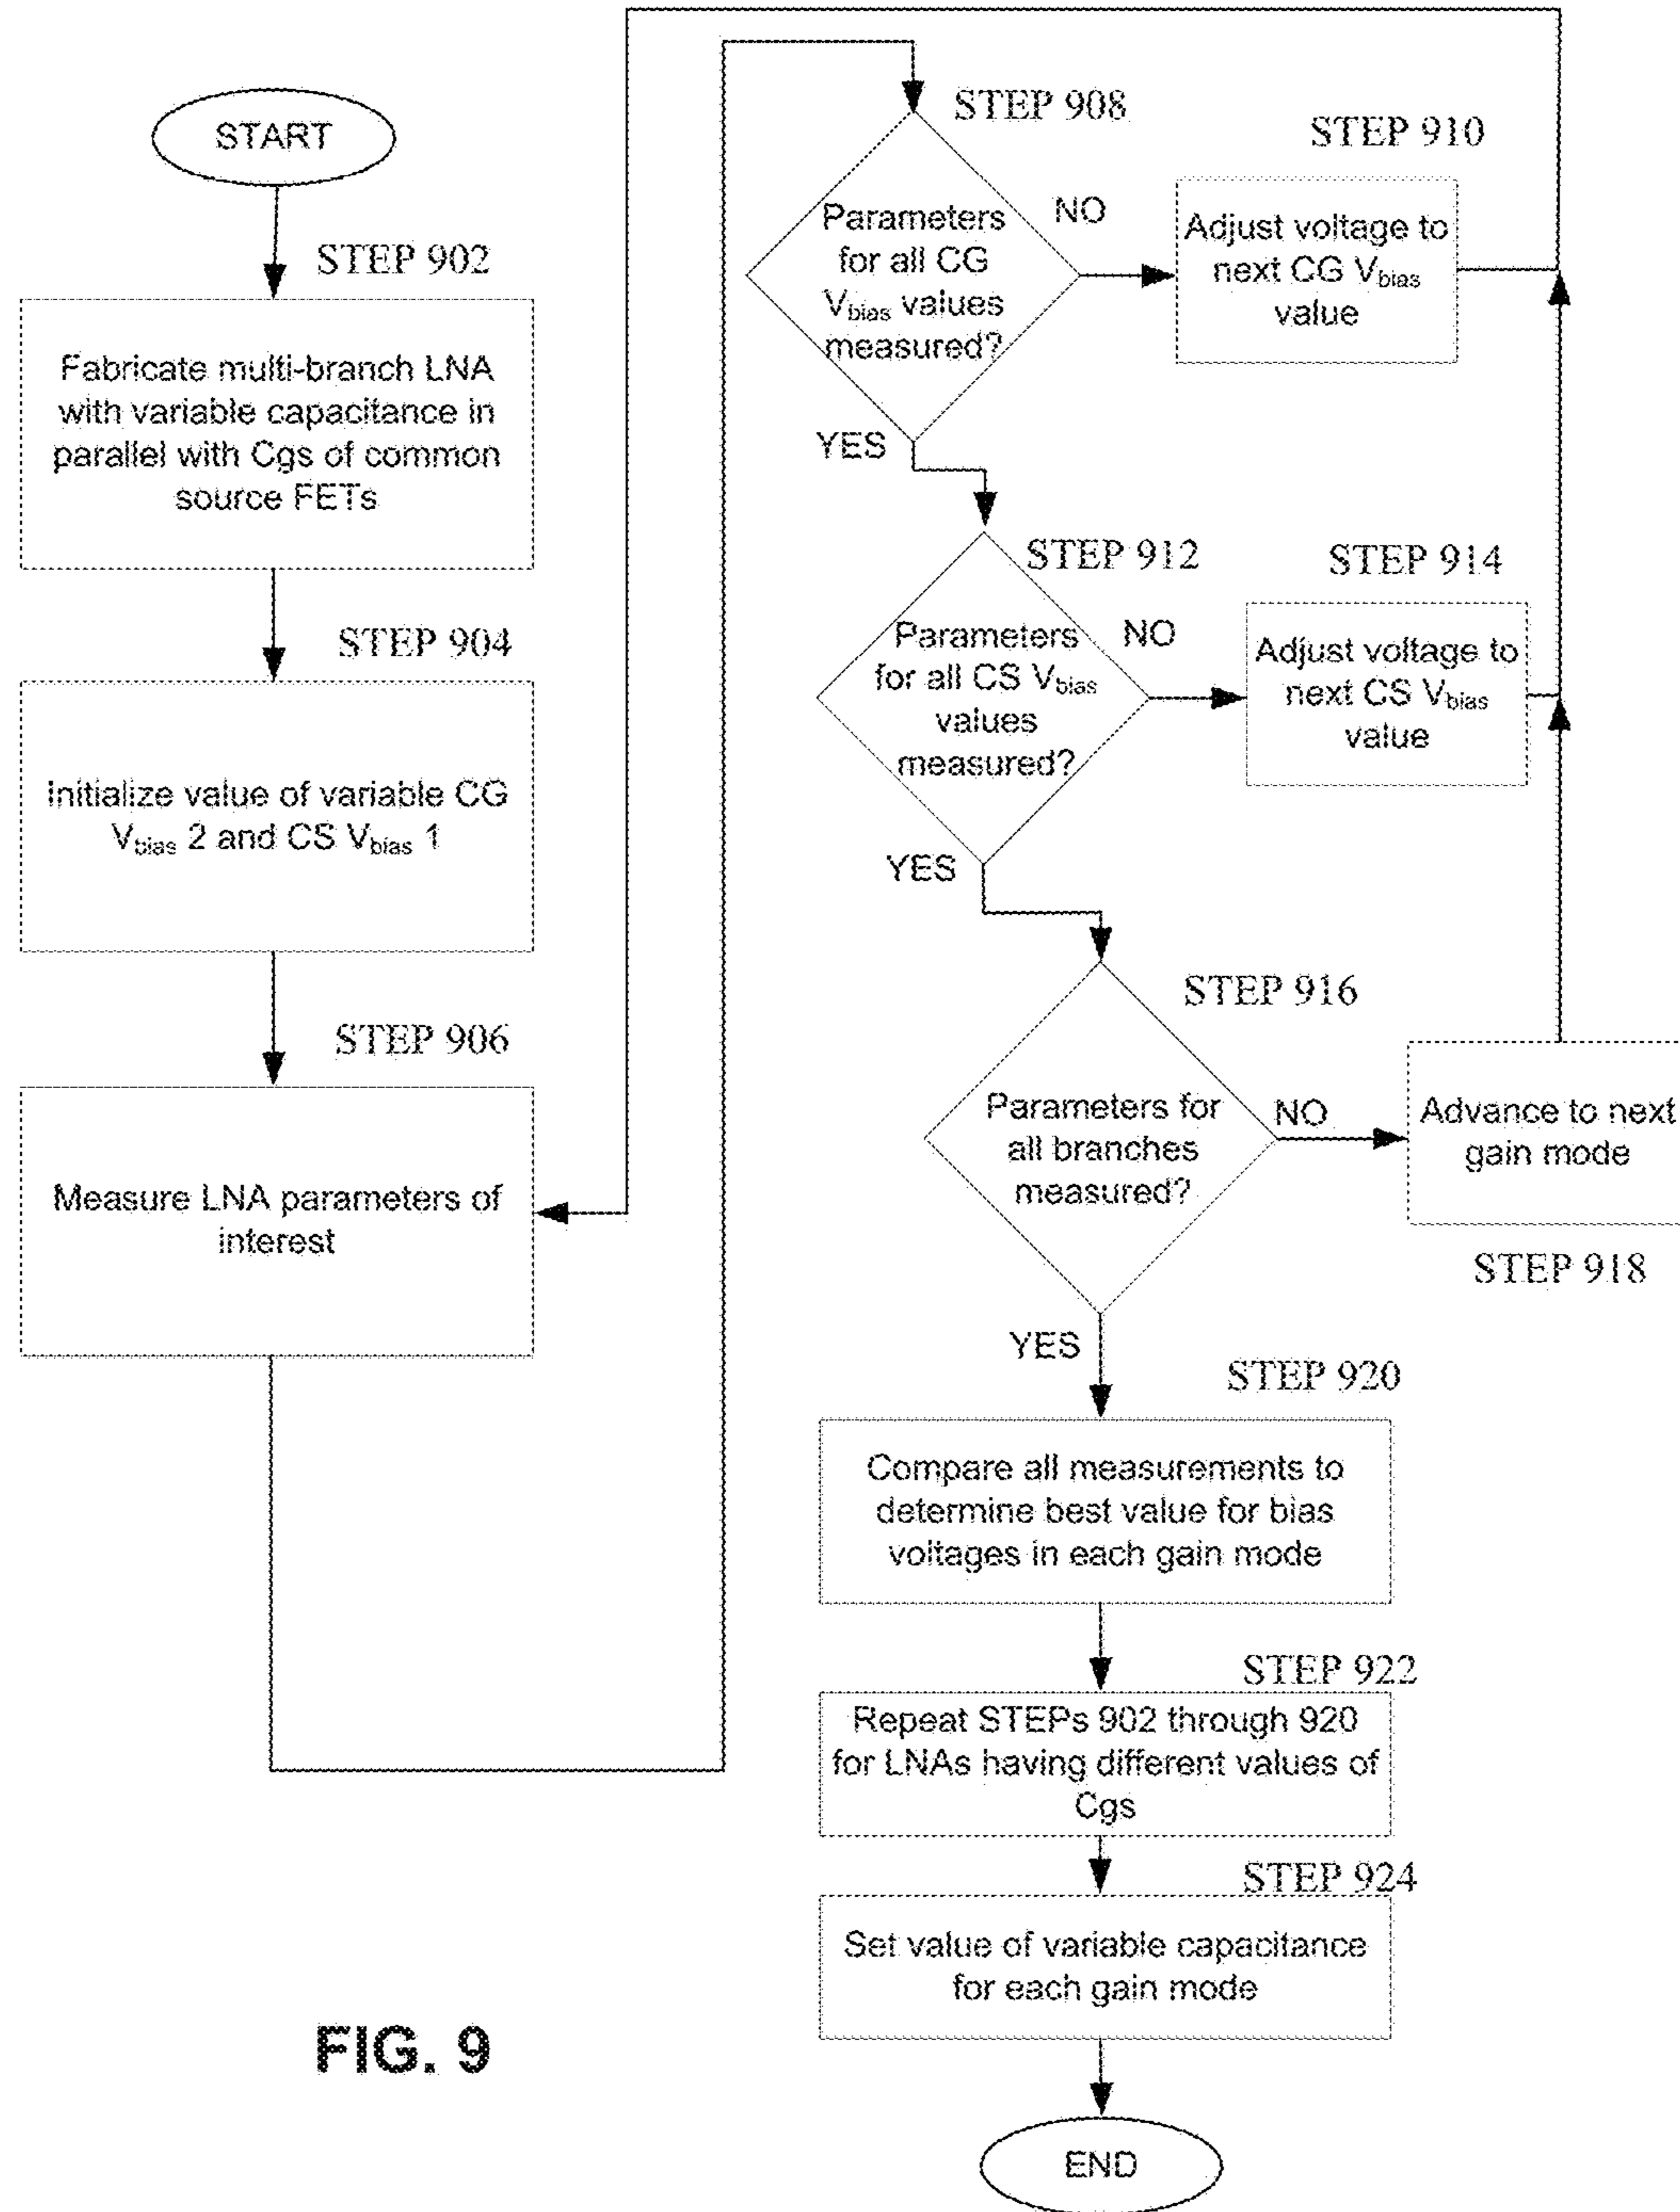 START
STEP 902
Fabricate multi-branch LNA
with variable capacitance in
parallel with Cgs of common
source FETs
STEP 904
Initialize value of variable CG
Vbias 2 and CS Vbias 1
STEP 906
Measure LNA parameters of
interest
STEP 908
Parameters
for all CG
Vbias values
measured?
NO
YES
STEP 910
Adjust voltage to
next CG Vbias
value
STEP 912
Parameters
for all CS Vbias
values
measured?
NO
YES
STEP 914
Adjust voltage to
next CS Vbias
value
STEP 916
Parameters for
all branches
measured?
NO
YES
Advance to next
gain mode
STEP 918
STEP 920
Compare all measurements to
determine best value for bias
voltages in each gain mode
STEP 922
Repeat STEPs 902 through 920
for LNAs having different values of
Cgs
STEP 924
Set value of variable capacitance
for each gain mode
END
FIG. 9